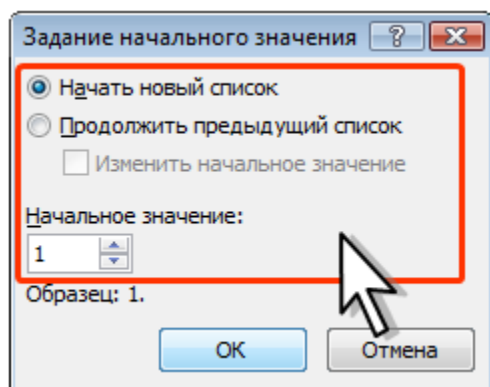 Задание начального значения
Начать новый список
Продолжить предыдущий список
Изменить начальное значение
Начальное значение:
1
Образец: 1.
ОК
Отмена